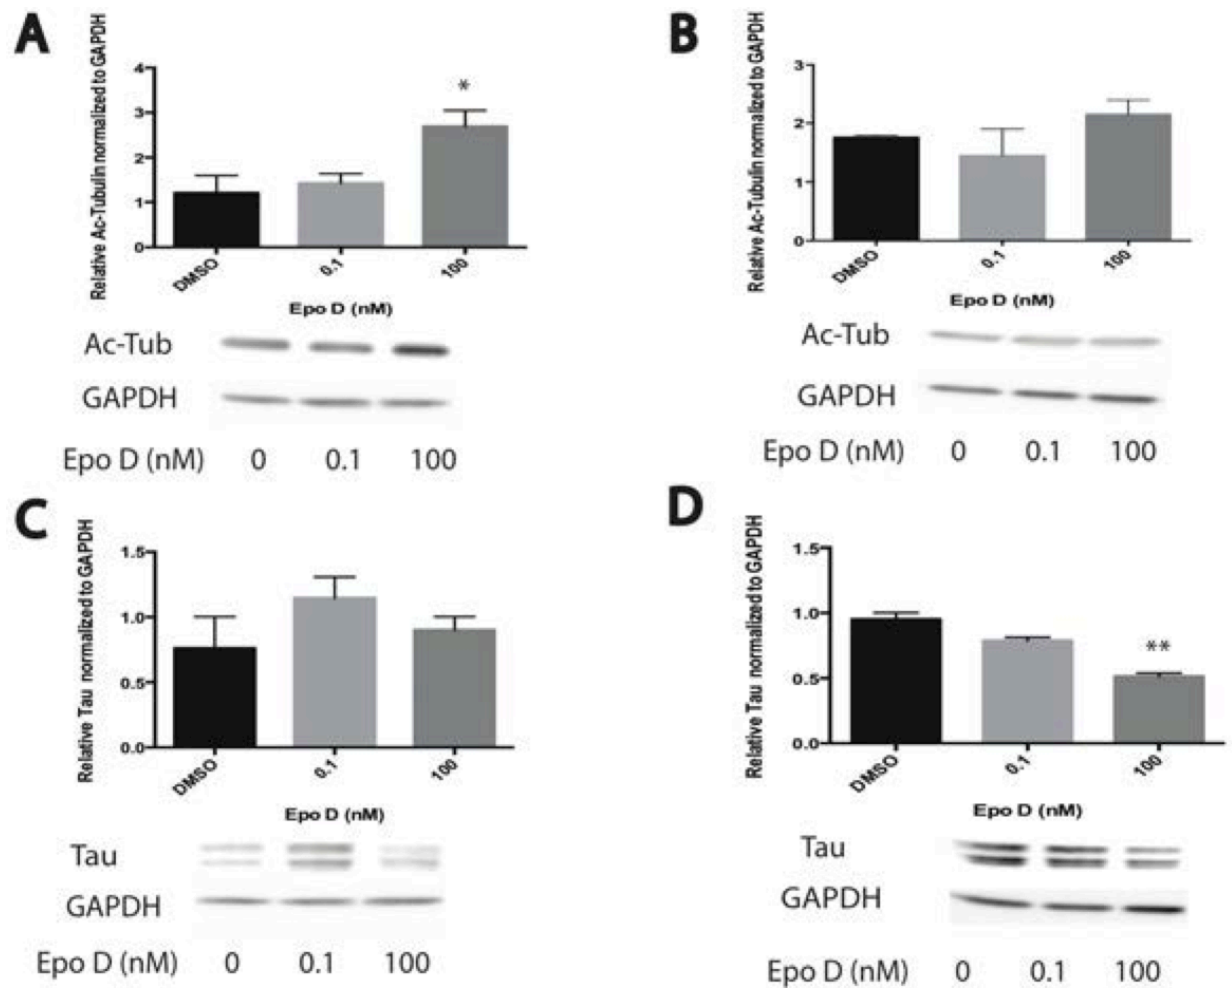 A
Relative Ac-Tubulin normalized to GAPDH
4
3
2
1
0
*
DMSO
0.1
100
Epo D (nM)
Ac-Tub
GAPDH
Epo D (nM) 0 0.1 100
B
Relative Ac-Tubulin normalized to GAPDH
3
2
1
0
DMSO
0.1
100
Epo D (nM)
Ac-Tub
GAPDH
Epo D (nM) 0 0.1 100
C
Relative Tau normalized to GAPDH
1.5
1.0
0.5
0.0
DMSO
0.1
100
Epo D (nM)
Tau
GAPDH
Epo D (nM) 0 0.1 100
D
Relative Tau normalized to GAPDH
1.5
1.0
0.5
0.0
**
DMSO
0.1
100
Epo D (nM)
Tau
GAPDH
Epo D (nM) 0 0.1 100